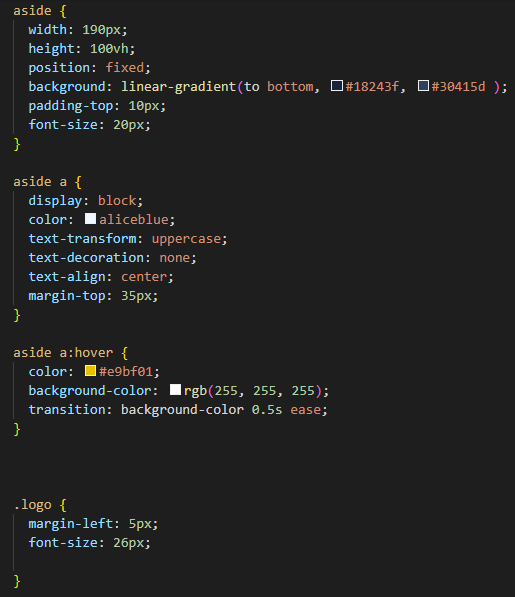 aside {
  width: 190px;
  height: 100vh;
  position: fixed;
  background: linear-gradient(to bottom, #18243f, #30415d );
  padding-top: 10px;
  font-size: 20px;
}

aside a {
  display: block;
  color: aliceblue;
  text-transform: uppercase;
  text-decoration: none;
  text-align: center;
  margin-top: 35px;
}

aside a:hover {
  color: #e9bf01;
  background-color: rgb(255, 255, 255);
  transition: background-color 0.5s ease;
}

.logo {
  margin-left: 5px;
  font-size: 26px;

}